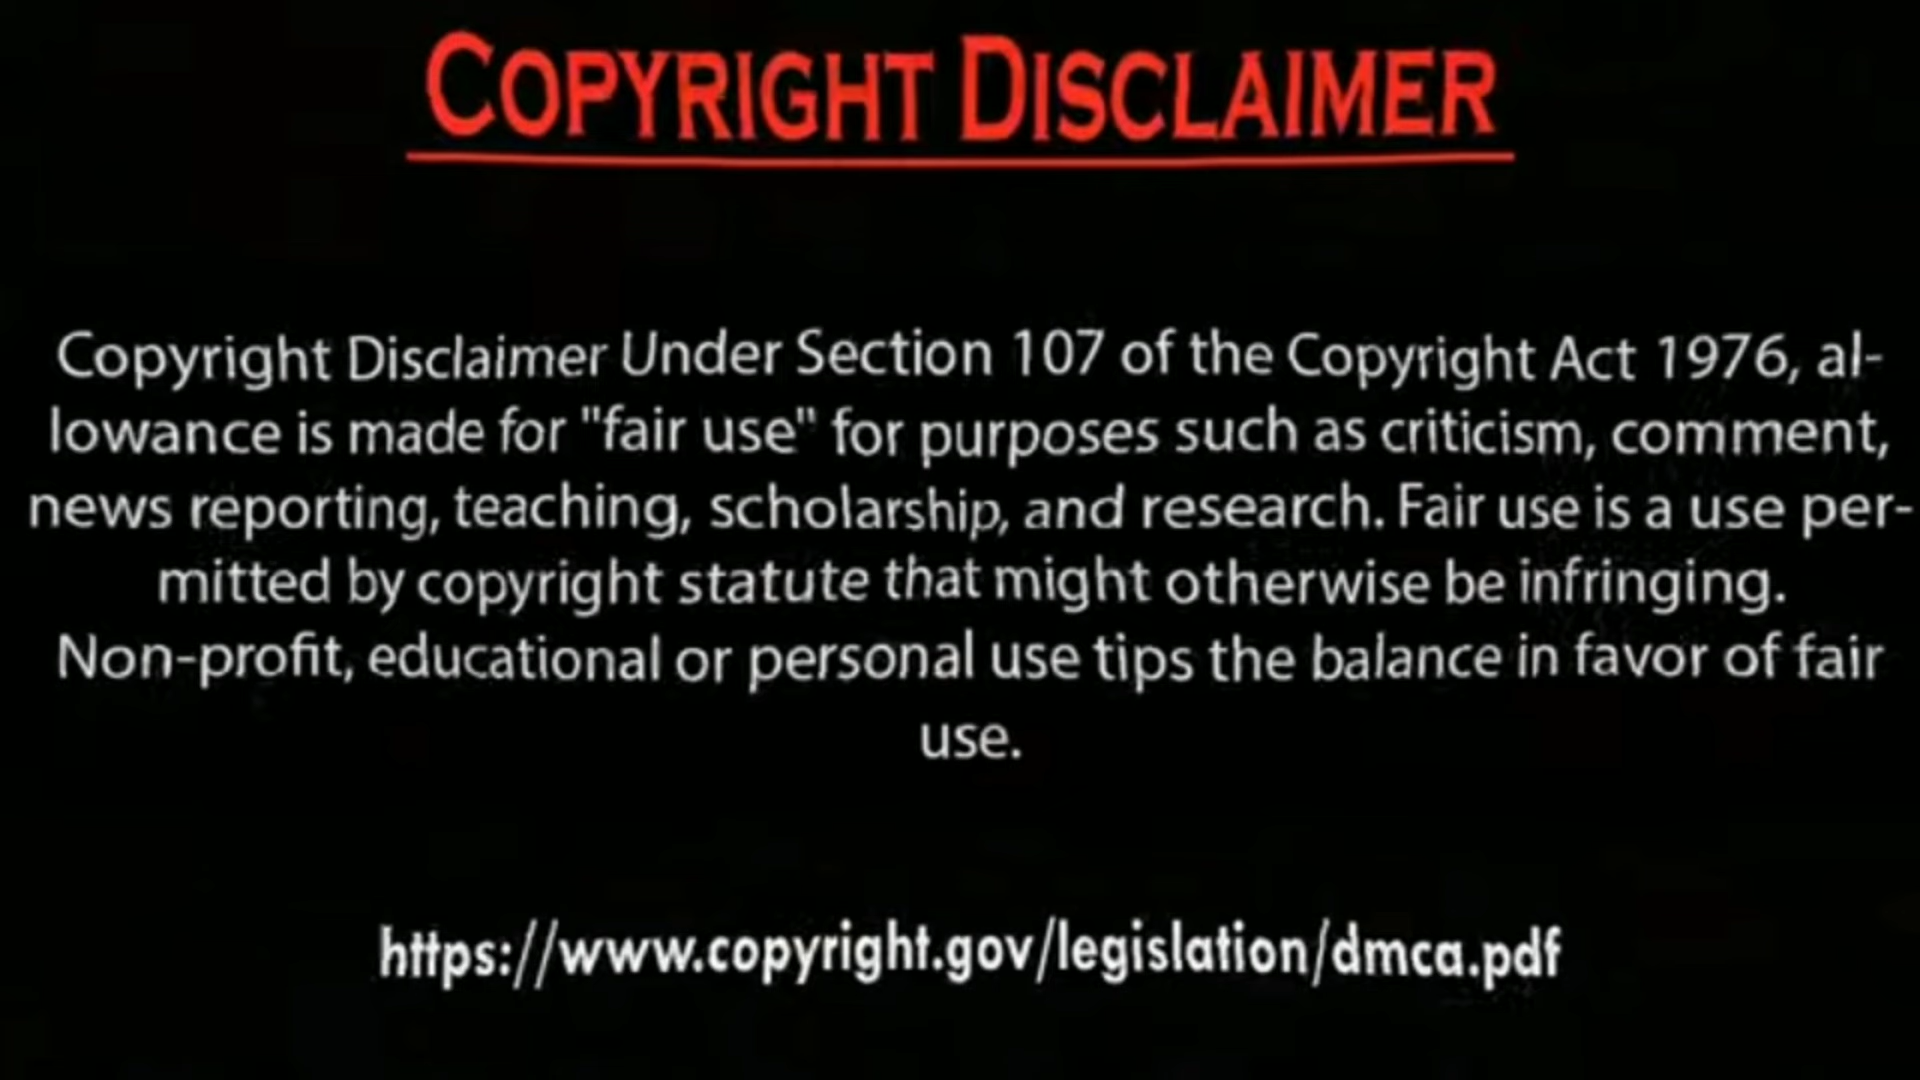 COPYRIGHT DISCLAIMER
Copyright Disclaimer Under Section 107 of the Copyright Act 1976, al-
lowance is made for "fair use" for purposes such as criticism, comment,
news reporting, teaching, scholarship, and research. Fair use is a use per-
mitted by copyright statute that might otherwise be infringing.
Non-profit, educational or personal use tips the balance in favor of fair
use.
https://www.copyright.gov/legislation/dmca.pdf